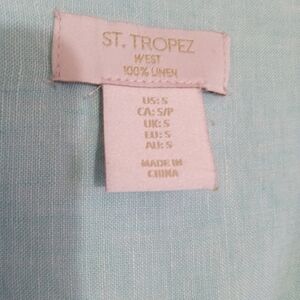 ST. TROPEZ
WEST
100% LINEN
US: S
CA: S/P
UK: S
EU: S
AU: S
MADE IN
CHINA